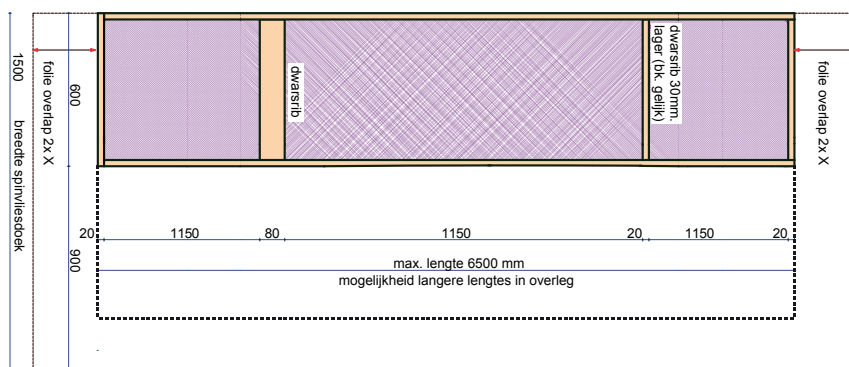 1500
breedte spinvliesdoek
folie overlap 2x X
600
900
dwarsrib
dwarsrib 30mm.
lager (bk. gelijk)
folie overlap 2x X
20
1150
80
1150
20
1150
20
max. lengte 6500 mm
mogelijkheid langere lengtes in overleg